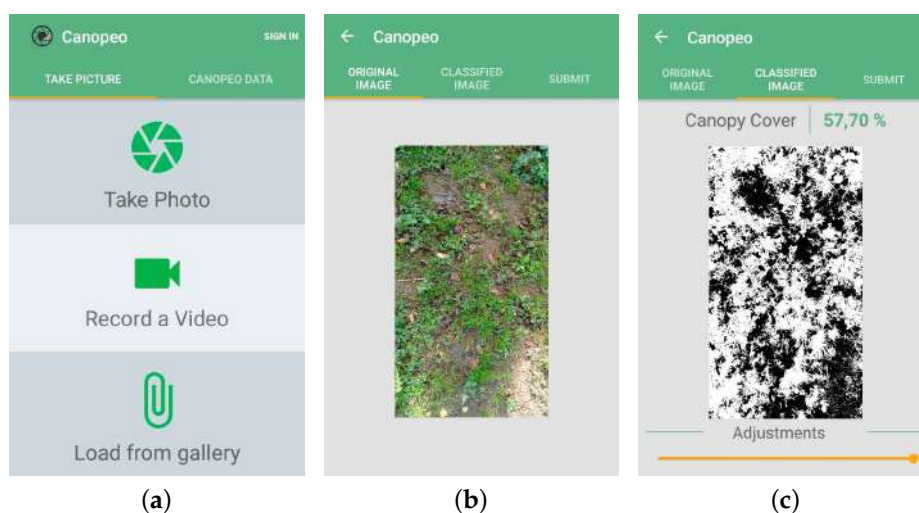 Canopeo
SIGN IN
TAKE PICTURE
CANOPEO DATA
Take Photo
Record a Video
Load from gallery
(a)
← Canopeo
ORIGINAL
IMAGE
CLASSIFIED
IMAGE
SUBMIT
(b)
← Canopeo
ORIGINAL
IMAGE
CLASSIFIED
IMAGE
SUBMIT
Canopy Cover 57,70 %
Adjustments
(c)